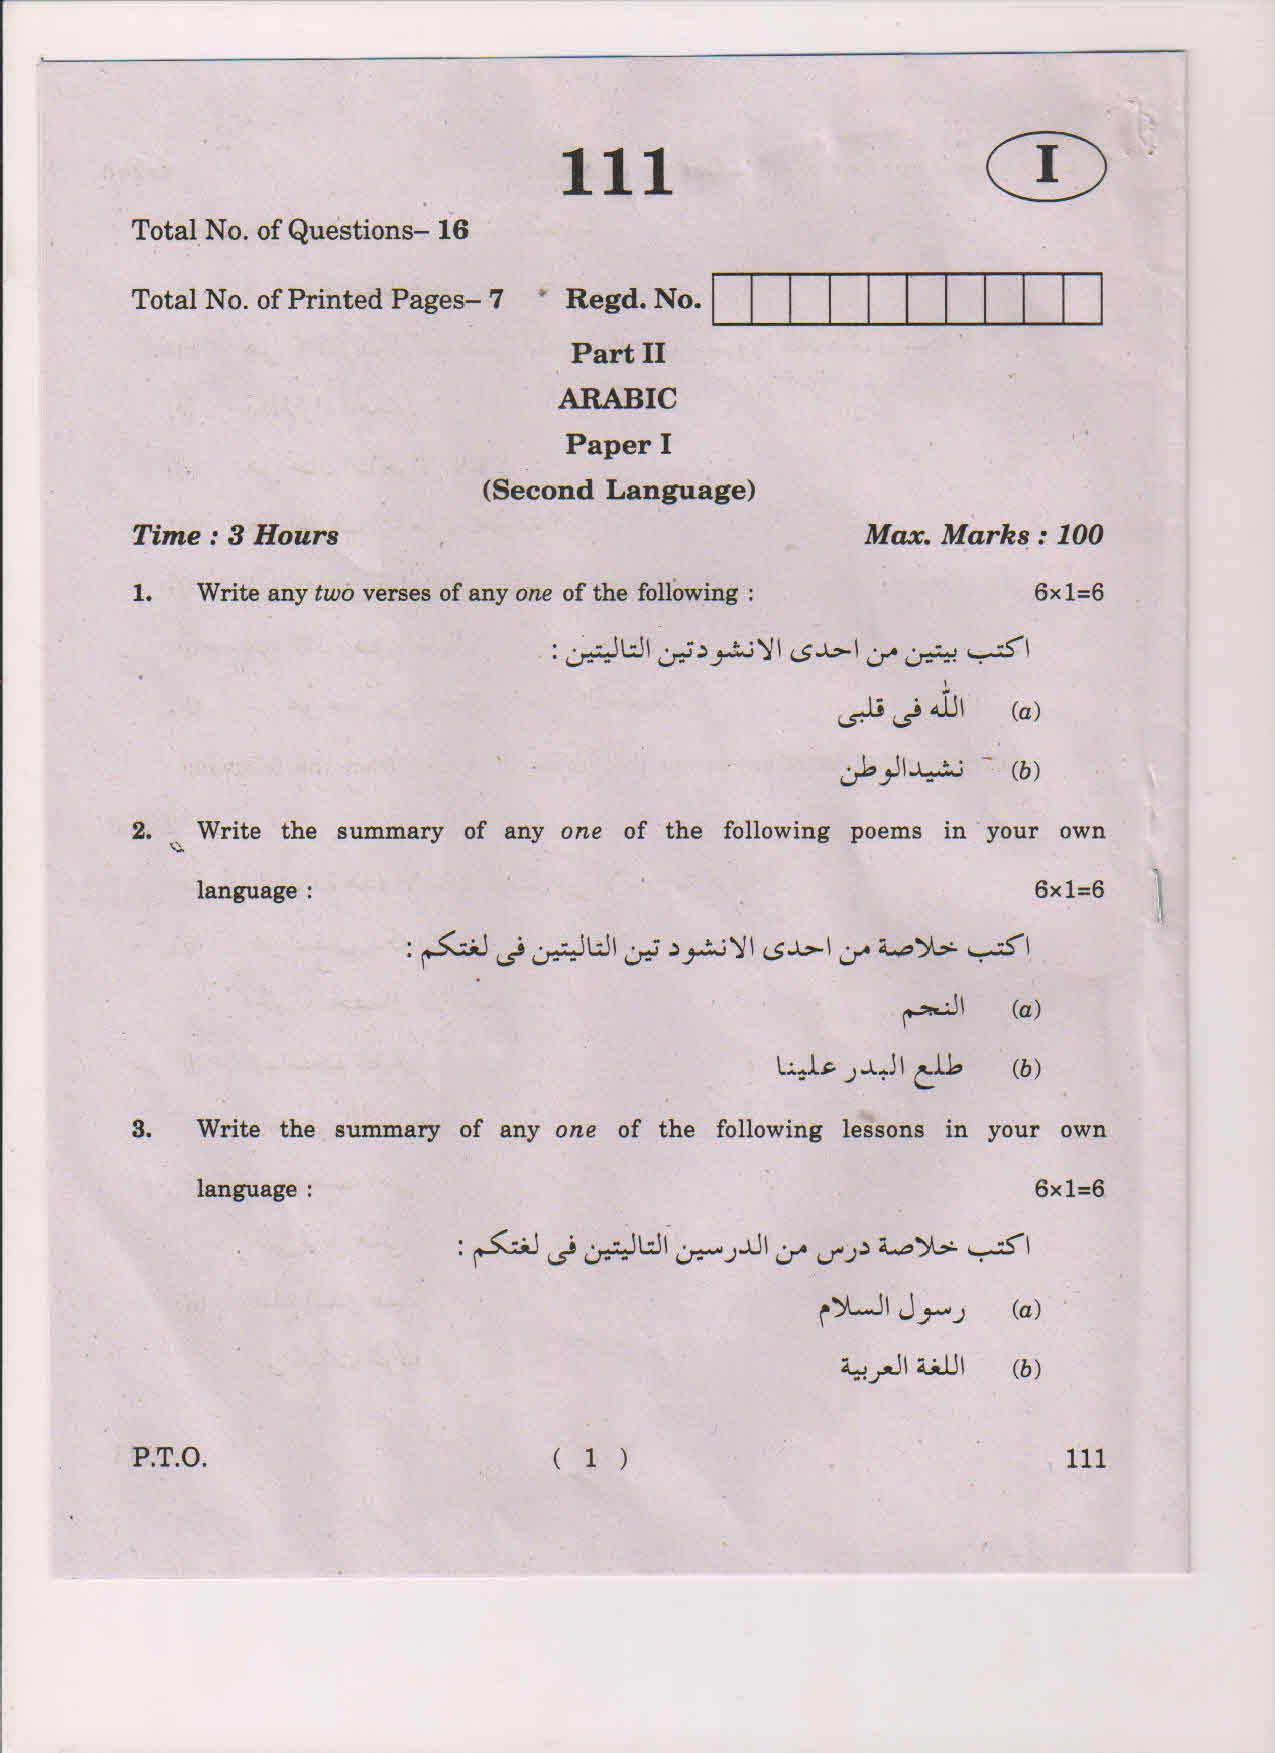 111
I
Total No. of Questions– 16
Total No. of Printed Pages– 7 Regd. No.
Part II
ARABIC
Paper I
(Second Language)
Time : 3 Hours Max. Marks : 100
1. Write any two verses of any one of the following : 6×1=6
اكتب بيتين من احدى الانشودتين التاليتين :
(a) الله فى قلبى
(b) نشيدالوطن
2. Write the summary of any one of the following poems in your own
language : 6×1=6
اكتب خلاصة من احدى الانشود تين التاليتين فى لغتكم :
(a) النجم
(b) طلع البدر علينا
3. Write the summary of any one of the following lessons in your own
language : 6×1=6
اكتب خلاصة درس من الدرسين التاليتين فى لغتكم :
(a) رسول السلام
(b) اللغة العربية
P.T.O. ( 1 ) 111